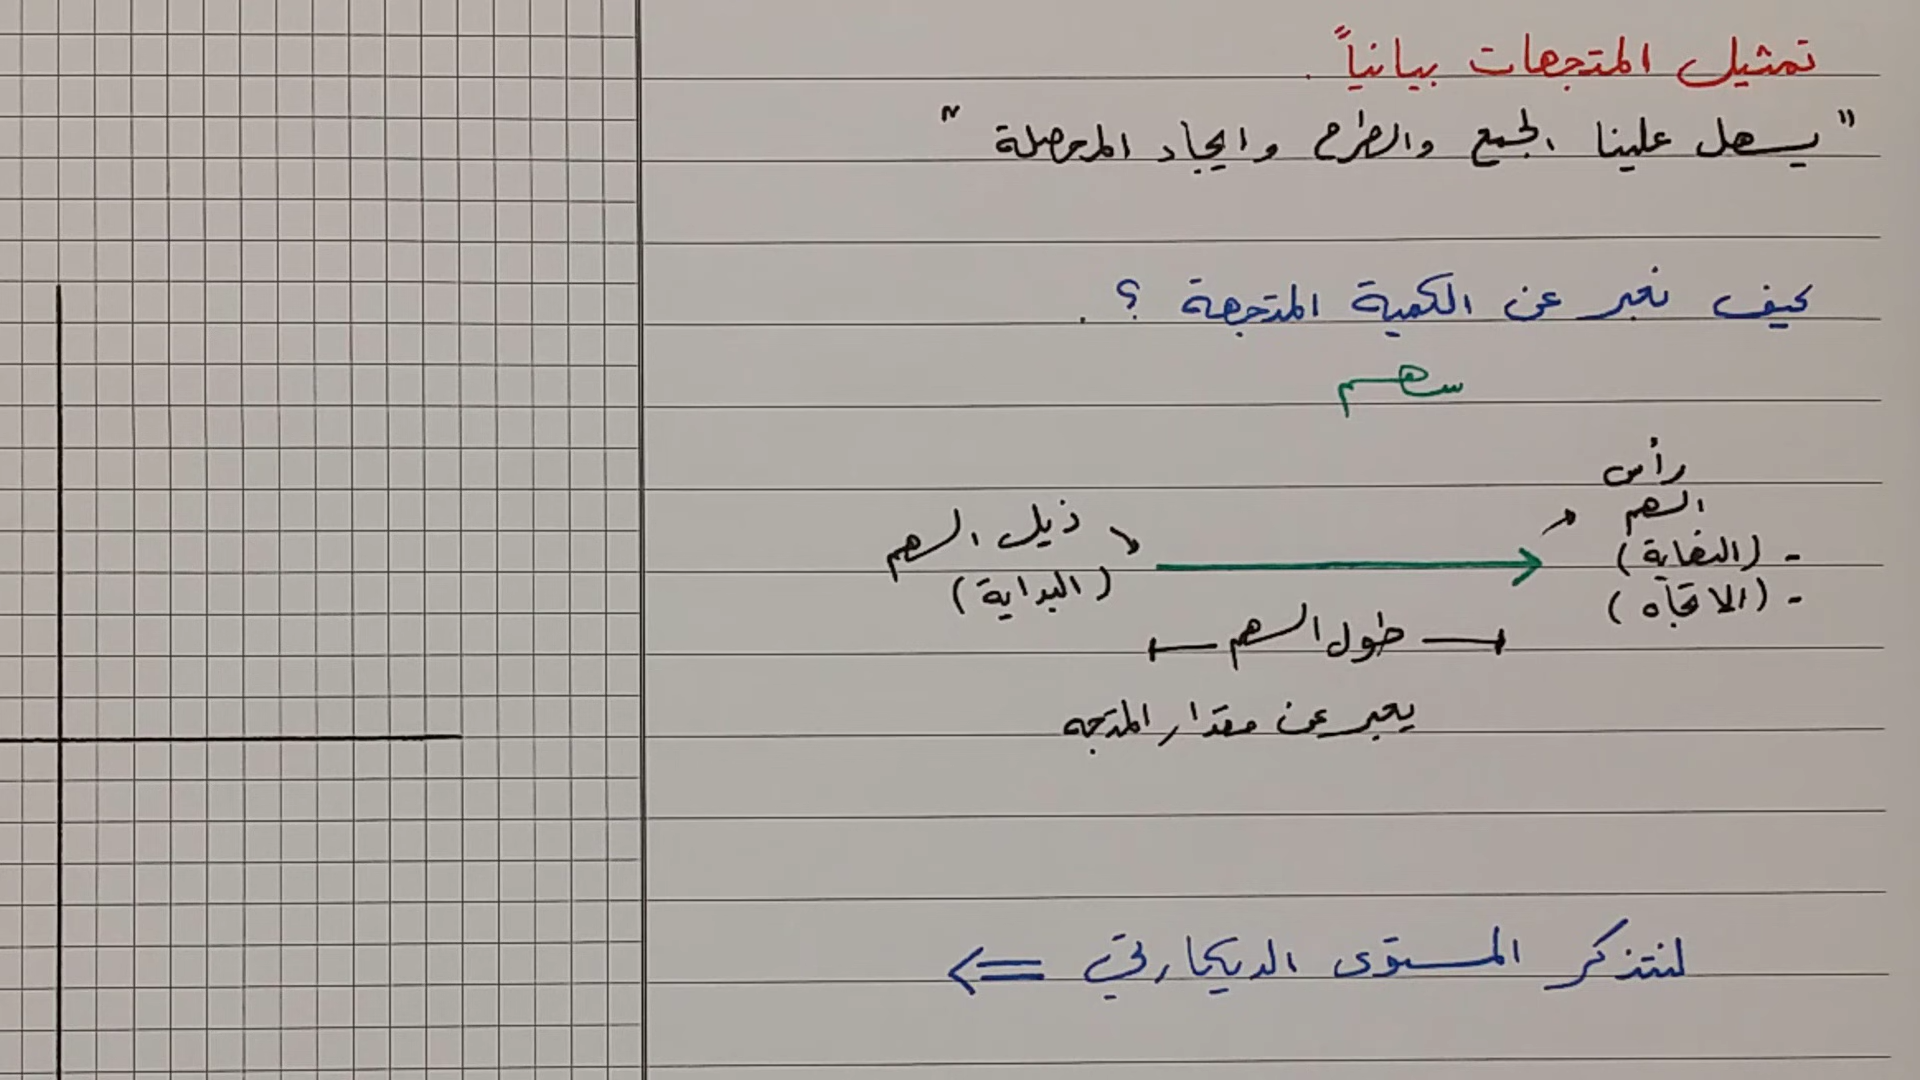 تمثيل المتجهات بيانياً.
"يسهل علينا الجمع والطرح وايجاد المحصلة"
كيف نعبر عن الكمية المتجهة ؟.
سهم
رأس
السهم
- (النهاية)
- (الاتجاه)
ذيل السهم
(البداية)
طول السهم
يعبر عن مقدار المتجه
لنتذكر المستوى الديكارتي <=